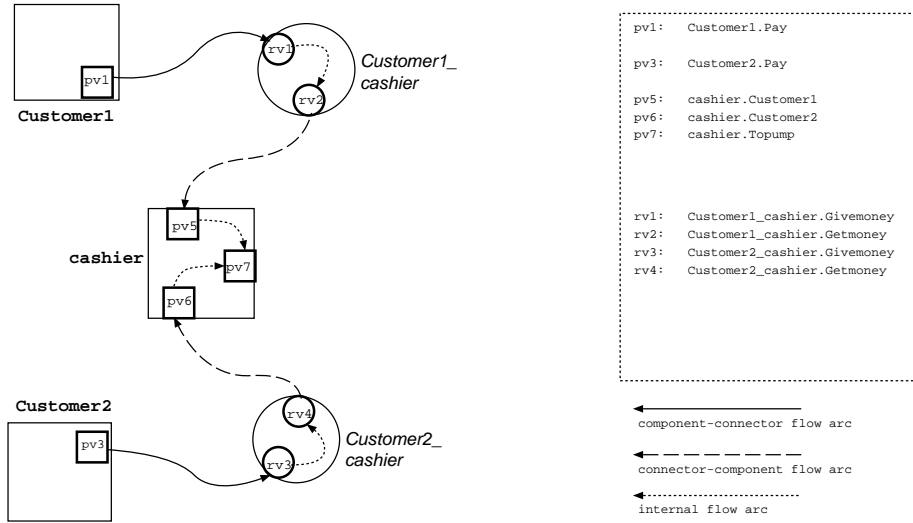 pv1
Customer1
rv1
rv2
Customer1_
cashier
pv5
cashier
pv7
pv6
Customer2
pv3
rv4
rv3
Customer2_
cashier
pv1: Customer1.Pay
pv3: Customer2.Pay
pv5: cashier.Customer1
pv6: cashier.Customer2
pv7: cashier.Topump
rv1: Customer1_cashier.Givemoney
rv2: Customer1_cashier.Getmoney
rv3: Customer2_cashier.Givemoney
rv4: Customer2_cashier.Getmoney
component-connector flow arc
connector-component flow arc
internal flow arc